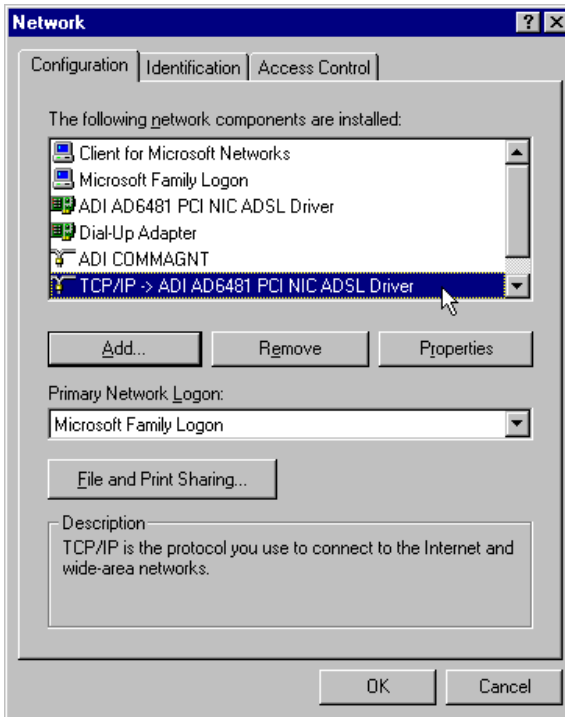 Network
Configuration Identification Access Control
The following network components are installed:
Client for Microsoft Networks
Microsoft Family Logon
ADI AD6481 PCI NIC ADSL Driver
Dial-Up Adapter
ADI COMMAGNT
TCP/IP -> ADI AD6481 PCI NIC ADSL Driver
Add... Remove Properties
Primary Network Logon:
Microsoft Family Logon
File and Print Sharing...
Description
TCP/IP is the protocol you use to connect to the Internet and
wide-area networks.
OK Cancel